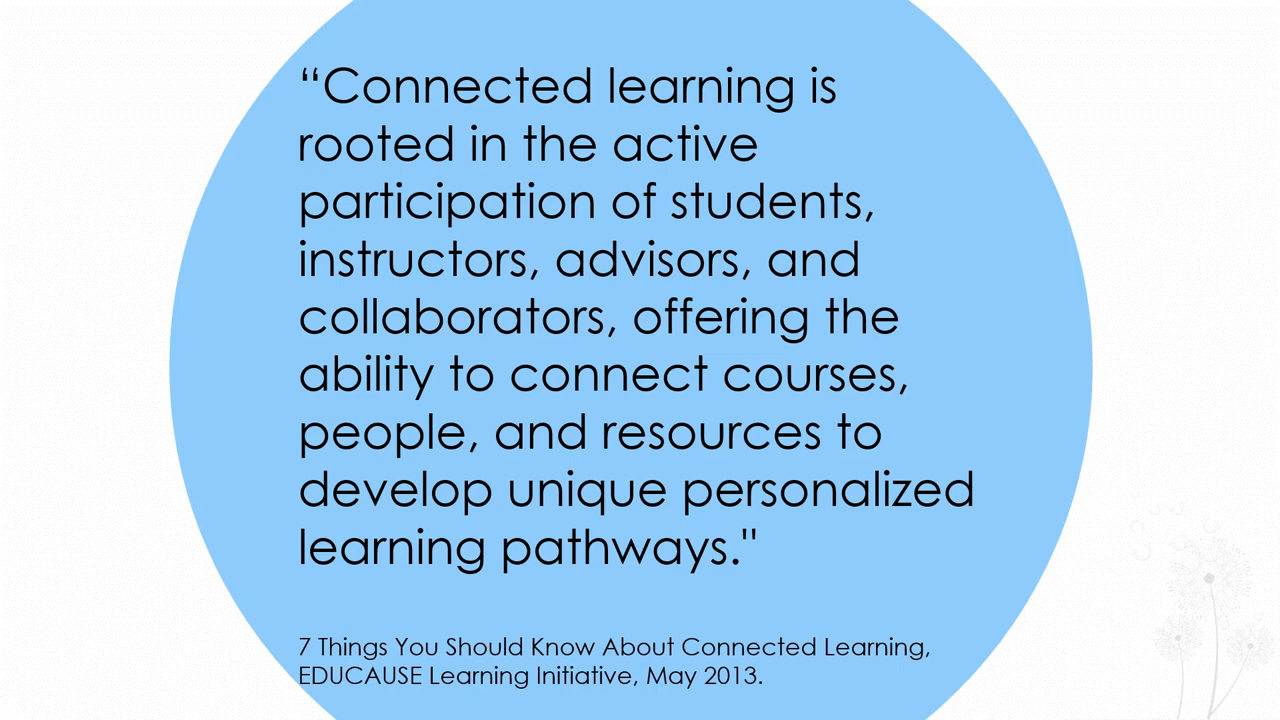 “Connected learning is
rooted in the active
participation of students,
instructors, advisors, and
collaborators, offering the
ability to connect courses,
people, and resources to
develop unique personalized
learning pathways."
7 Things You Should Know About Connected Learning,
EDUCAUSE Learning Initiative, May 2013.